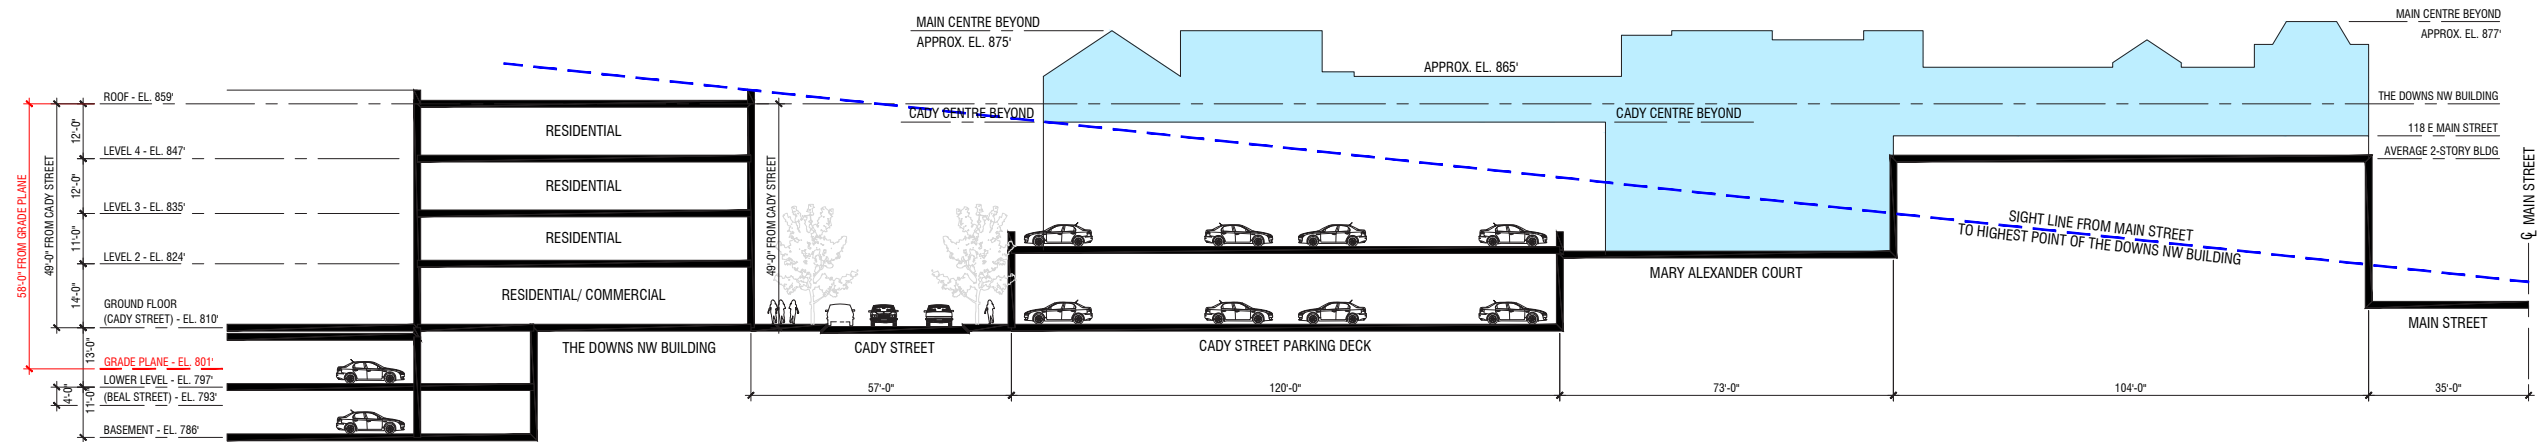 MAIN CENTRE BEYOND
APPROX. EL. 875'
MAIN CENTRE BEYOND
APPROX. EL. 877'
APPROX. EL. 865'
ROOF - EL. 859'
THE DOWNS NW BUILDING
CADY CENTRE BEYOND
CADY CENTRE BEYOND
118 E MAIN STREET
AVERAGE 2-STORY BLDG
RESIDENTIAL
LEVEL 4 - EL. 847'
RESIDENTIAL
LEVEL 3 - EL. 835'
RESIDENTIAL
LEVEL 2 - EL. 824'
RESIDENTIAL/ COMMERCIAL
GROUND FLOOR
(CADY STREET) - EL. 810'
GRADE PLANE - EL. 801'
LOWER LEVEL - EL. 797'
(BEAL STREET) - EL. 793'
BASEMENT - EL. 786'
58'-0" FROM GRADE PLANE
49'-0" FROM CADY STREET
12'-0"
12'-0"
11'-0"
14'-0"
13'-0"
4'-0"
11'-0"
49'-0" FROM CADY STREET
THE DOWNS NW BUILDING
CADY STREET
CADY STREET PARKING DECK
MARY ALEXANDER COURT
SIGHT LINE FROM MAIN STREET
TO HIGHEST POINT OF THE DOWNS NW BUILDING
MAIN STREET
℄ MAIN STREET
57'-0"
120'-0"
73'-0"
104'-0"
35'-0"